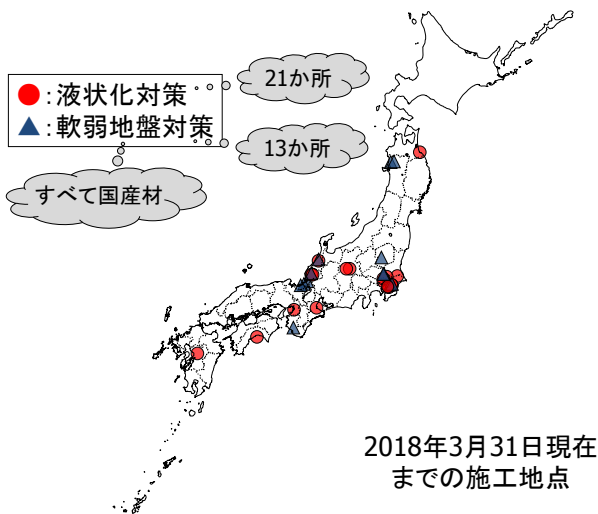 21か所
●:液状化対策
▲:軟弱地盤対策
13か所
すべて国産材
2018年3月31日現在
までの施工地点